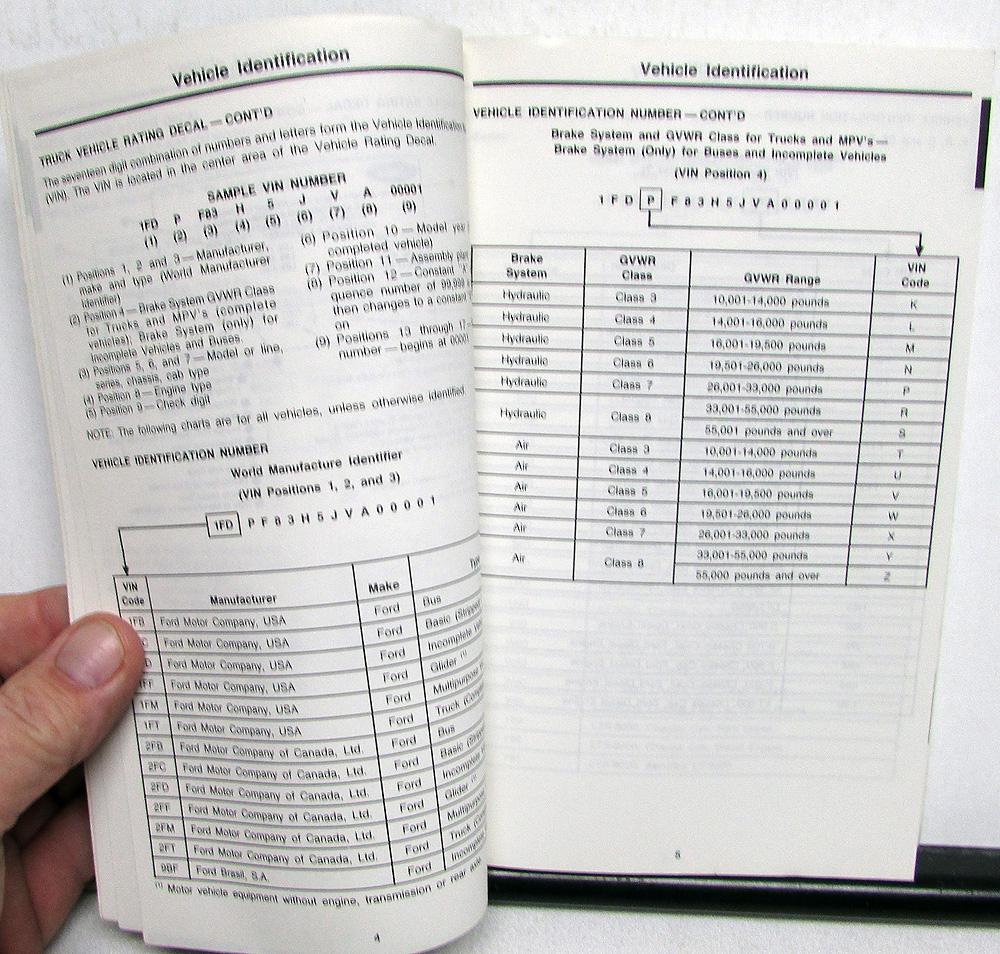 Vehicle Identification
TRUCK VEHICLE RATING DECAL — CONT'D
The seventeen digit combination of numbers and letters form the Vehicle Identification
(VIN). The VIN is located in the center area of the Vehicle Rating Decal.
SAMPLE VIN NUMBER
1FD P F83 H 5 J V A 00001
(1) (2) (3) (4) (5) (6) (7) (8) (9)
(1) Positions 1, 2 and 3 — Manufacturer,
make and type (World Manufacturer
Identifier)
(2) Position 4 — Brake System GVWR Class
for Trucks and MPV's (complete
vehicles), Brake System (only) for
Incomplete Vehicles and Buses.
(3) Positions 5, 6, and 7 — Model or line,
series, chassis, cab type
(4) Position 8 — Engine type
(5) Position 9 — Check digit
(6) Position 10 — Model
completed vehicle)
(7) Position 11 — Assembly
(8) Position 12 — Constant "A"
quence number of 99,999
then changes to a constant
on
(9) Positions 13 through 17
number — begins at
NOTE: The following charts are for all vehicles, unless otherwise identified.
VEHICLE IDENTIFICATION NUMBER
World Manufacture Identifier
(VIN Positions 1, 2, and 3)
1FD P F 8 3 H 5 J V A 0 0 0 0 1
VIN Code Manufacturer Make
1FB Ford Motor Company, USA Ford Bus
Ford Motor Company, USA Ford Basic (Stripped
Ford Motor Company, USA Ford Incomplete
1FF Ford Motor Company, USA Ford Glider (1)
1FM Ford Motor Company, USA Ford Multipurpose
1FT Ford Motor Company, USA Ford Truck
2FB Ford Motor Company of Canada, Ltd. Ford Bus
2FC Ford Motor Company of Canada, Ltd. Ford Basic
2FD Ford Motor Company of Canada, Ltd. Ford Incomplete
2FF Ford Motor Company of Canada, Ltd. Ford Glider (1)
2FM Ford Motor Company of Canada, Ltd. Ford Multipurpose
2FT Ford Motor Company of Canada, Ltd. Ford Truck
9BF Ford Brasil, S.A. Ford
(1) Motor vehicle equipment without engine, transmission or rear axle
4
Vehicle Identification
VEHICLE IDENTIFICATION NUMBER — CONT'D
Brake System and GVWR Class for Trucks and MPV's —
Brake System (Only) for Buses and Incomplete Vehicles
(VIN Position 4)
1 F D P F 8 3 H 5 J V A 0 0 0 0 1
Brake System GVWR Class GVWR Range VIN Code
Hydraulic Class 3 10,001-14,000 pounds K
Hydraulic Class 4 14,001-16,000 pounds L
Hydraulic Class 5 16,001-19,500 pounds M
Hydraulic Class 6 19,501-26,000 pounds N
Hydraulic Class 7 26,001-33,000 pounds P
Hydraulic Class 8 33,001-55,000 pounds R
55,001 pounds and over S
Air Class 3 10,001-14,000 pounds T
Air Class 4 14,001-16,000 pounds U
Air Class 5 16,001-19,500 pounds V
Air Class 6 19,501-26,000 pounds W
Air Class 7 26,001-33,000 pounds X
Air Class 8 33,001-55,000 pounds Y
55,000 pounds and over Z
5